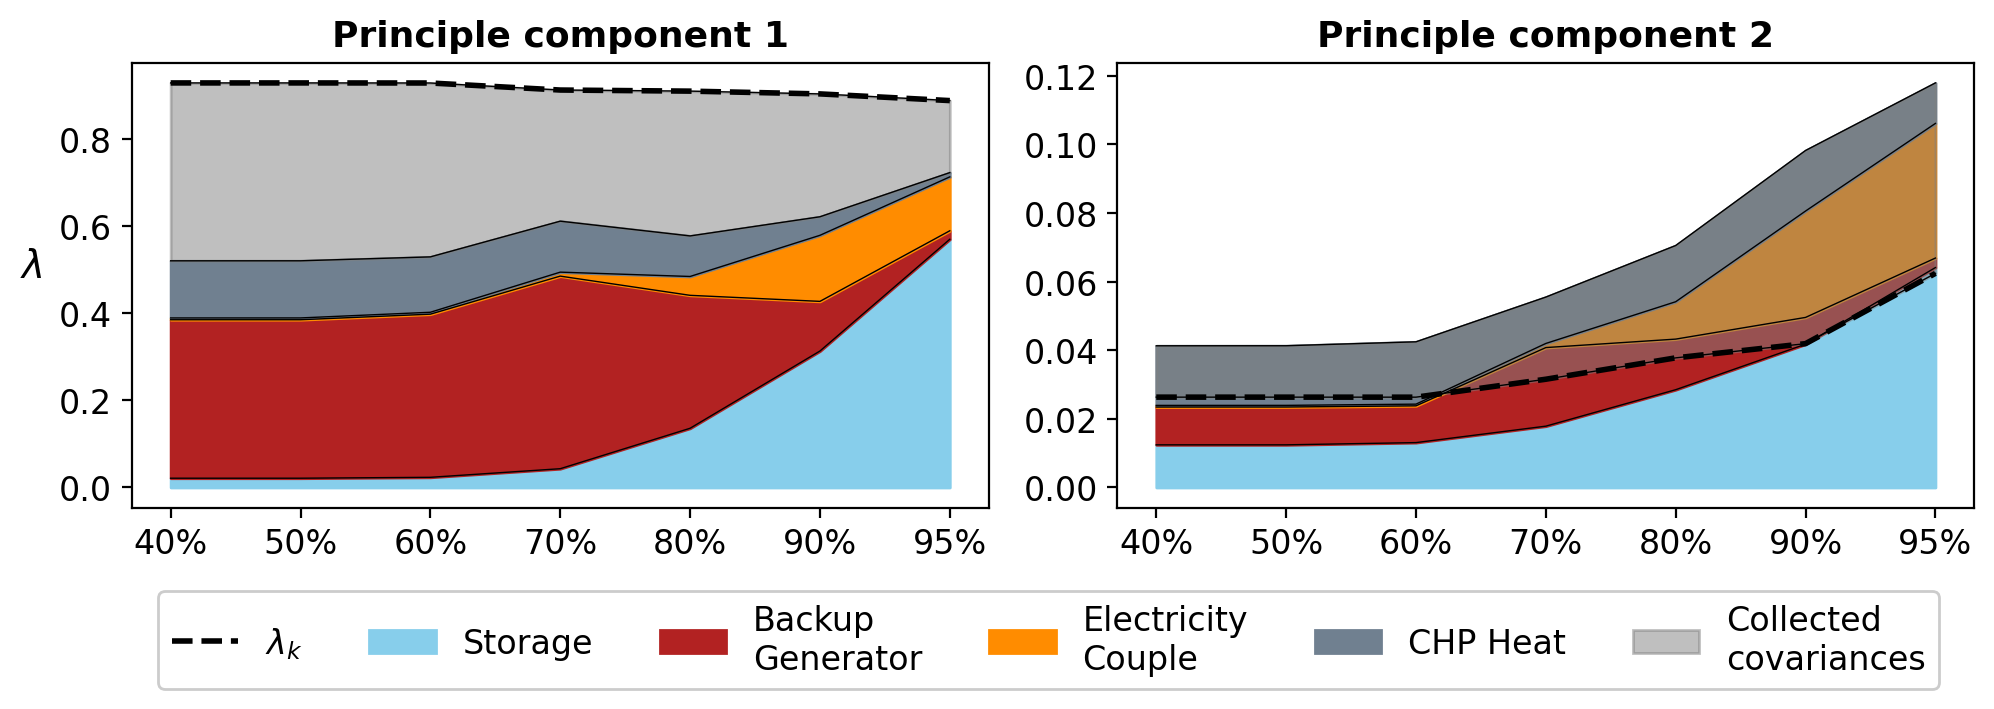 Principle component 1
Principle component 2
λ
0.8
0.6
0.4
0.2
0.0
40% 50% 60% 70% 80% 90% 95%
0.12
0.10
0.08
0.06
0.04
0.02
0.00
40% 50% 60% 70% 80% 90% 95%
λk
Storage
Backup
Generator
Electricity
Couple
CHP Heat
Collected
covariances